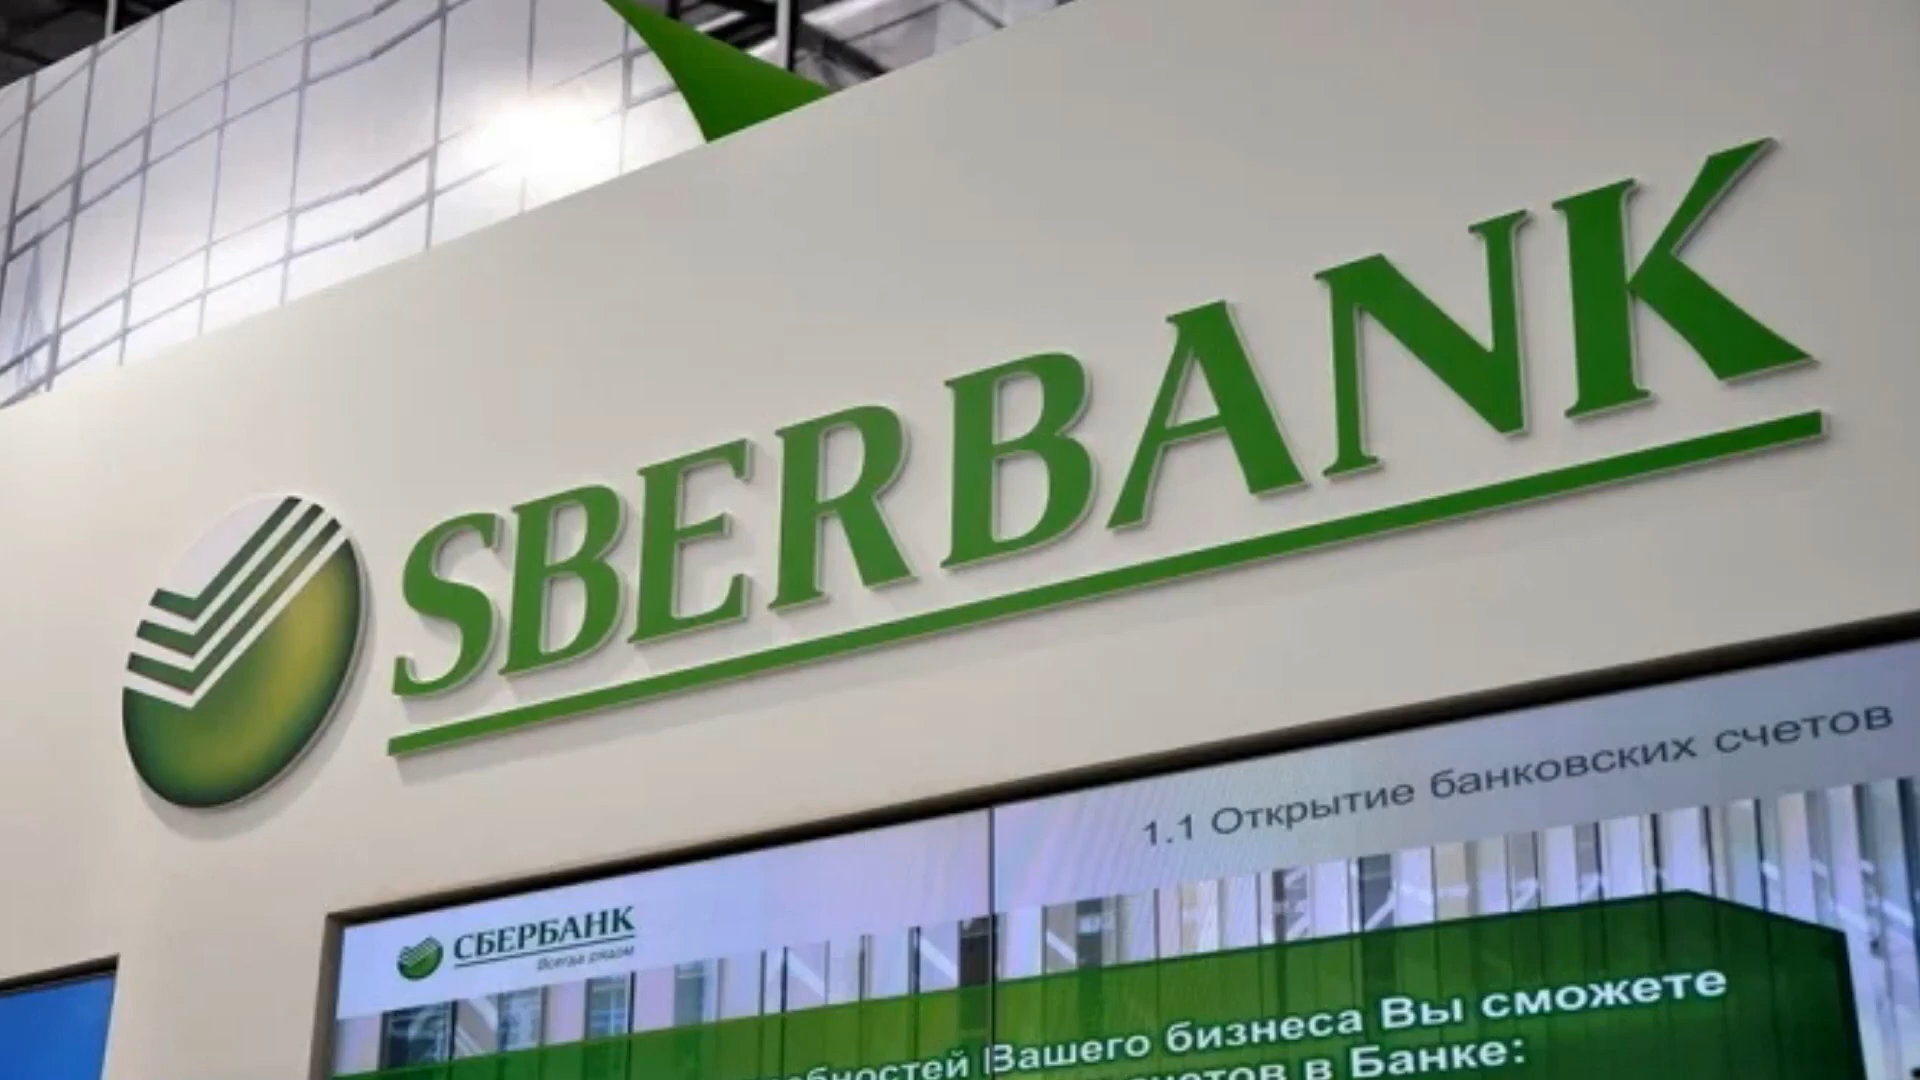 SBERBANK
1.1 Открытие банковских счетов
СБЕРБАНК
Всегда рядом
Вашего бизнеса Вы сможете
в Банке: